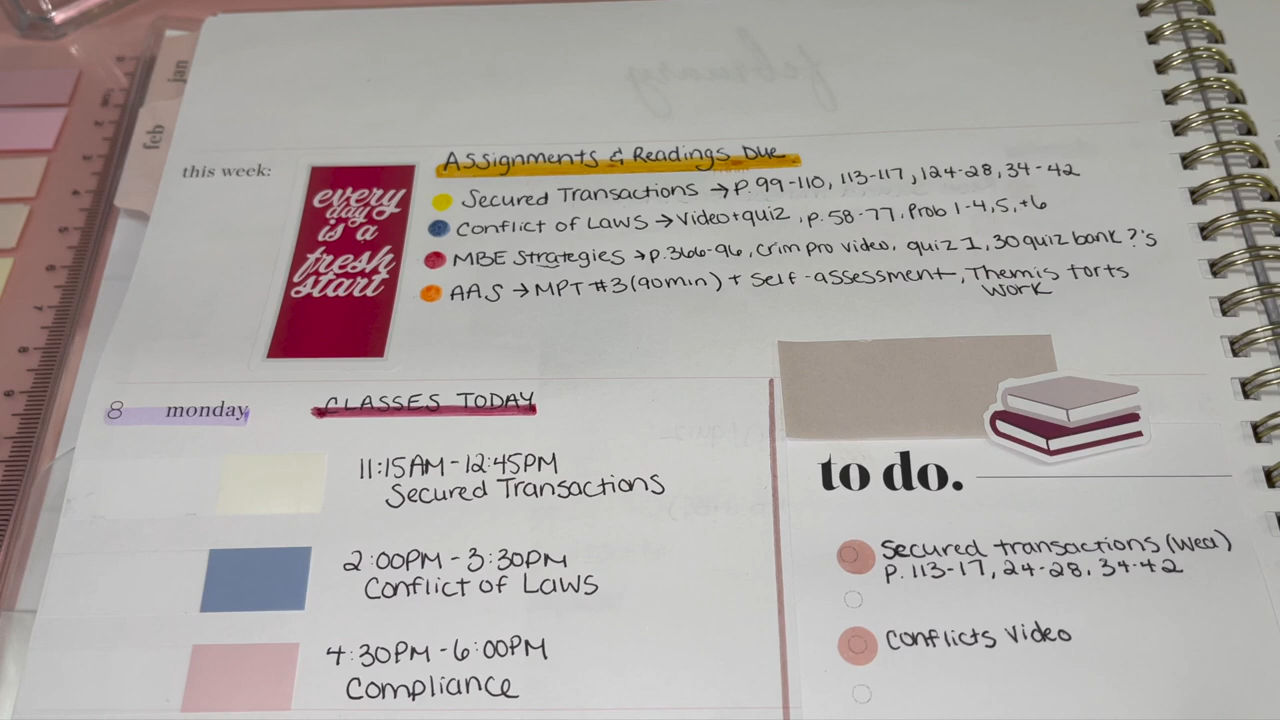 february
jan
feb
this week:
every
day
is a
fresh
start
Assignments & Readings Due
Secured Transactions → p. 99-110, 113-117, 124-28, 34-42
Conflict of Laws → Video + quiz, p. 58-77, Prob 1-4, 5, +6
MBE Strategies → p. 366-96, Crim pro video, quiz 1, 30 quiz bank ?'s
AAS → MPT #3 (90min) + Self-assessment, Themis torts
work
8 monday
CLASSES TODAY
11:15AM-12:45PM
Secured Transactions
2:00PM-3:30PM
Conflict of Laws
4:30PM-6:00PM
Compliance
to do.
Secured transactions (Wed)
p. 113-17, 24-28, 34-42
Conflicts Video